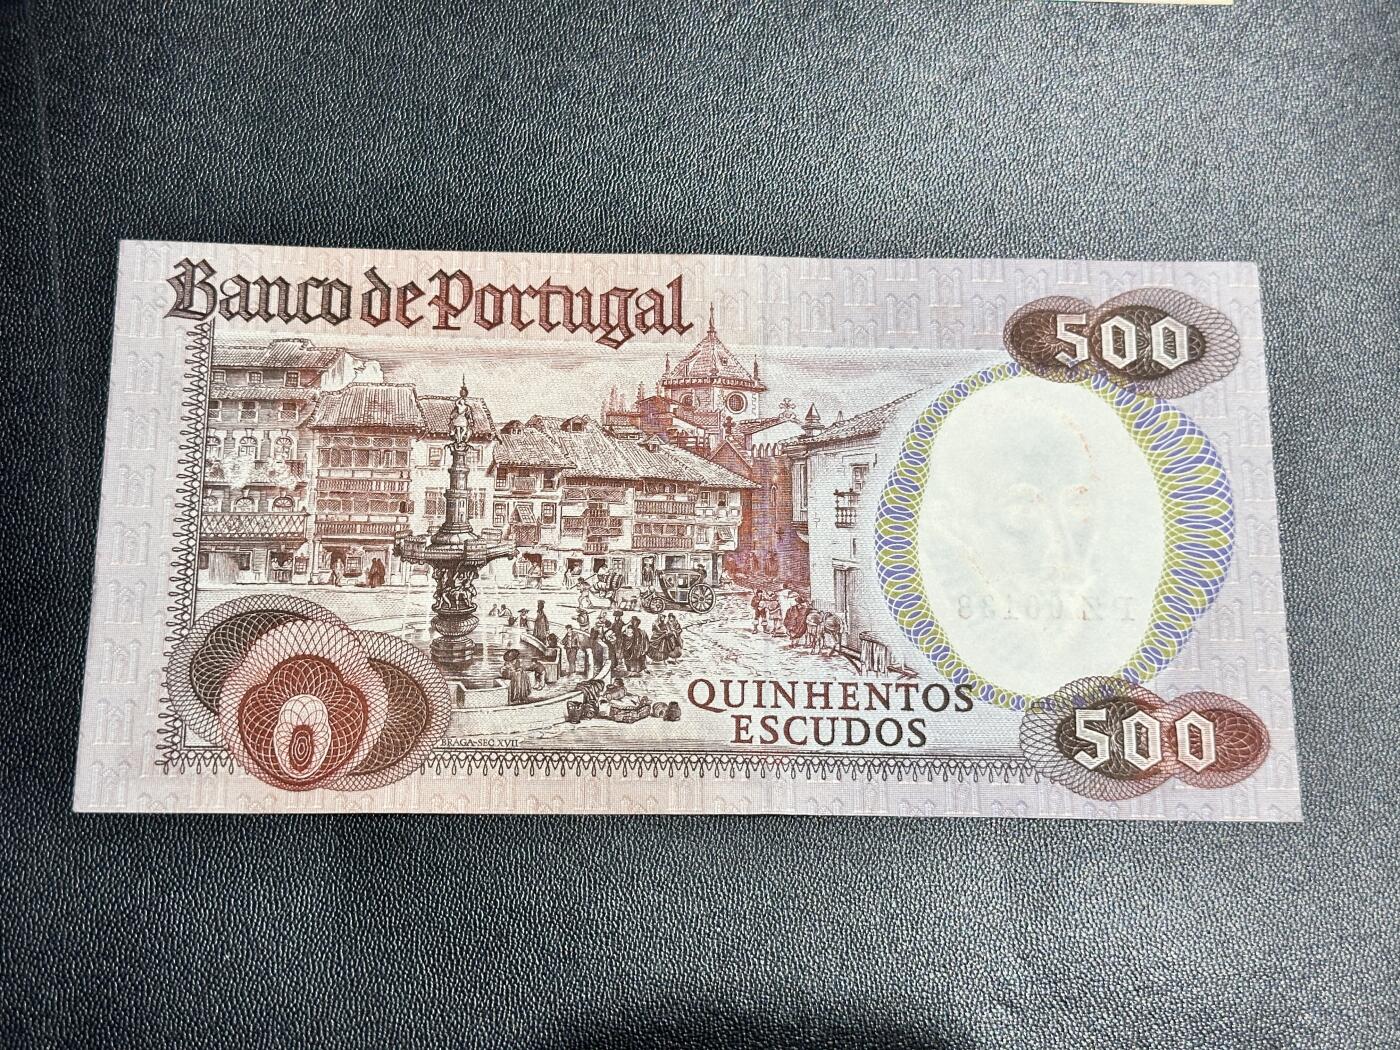 Banco de Portugal
500
BRAGA-SEC XVII
QUINHENTOS
ESCUDOS
500